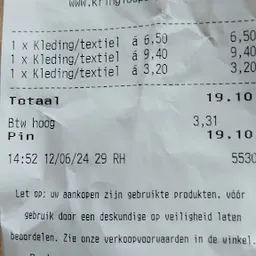 1 x Kleding/textiel á 6,50 6,50
1 x Kleding/textiel á 9,40 9,40
1 x Kleding/textiel á 3,20 3,20
Totaal 19.10
Btw hoog 3,31
Pin 19.10
14:52 12/06/24 29 RH 5530
Let op: uw aankopen zijn gebruikte produkten, vóór
gebruik door een deskundige op veiligheid laten
beoordelen. Zie onze verkoopvoorwaarden in de winkel.